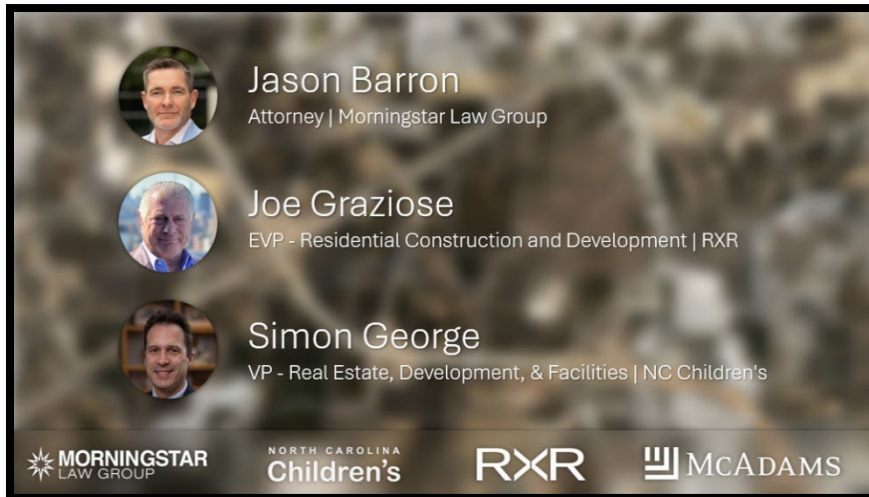 Jason Barron
Attorney | Morningstar Law Group
Joe Graziose
EVP - Residential Construction and Development | RXR
Simon George
VP - Real Estate, Development, & Facilities | NC Children's
MORNINGSTAR
LAW GROUP
NORTH CAROLINA
Children's
RXR
MCADAMS